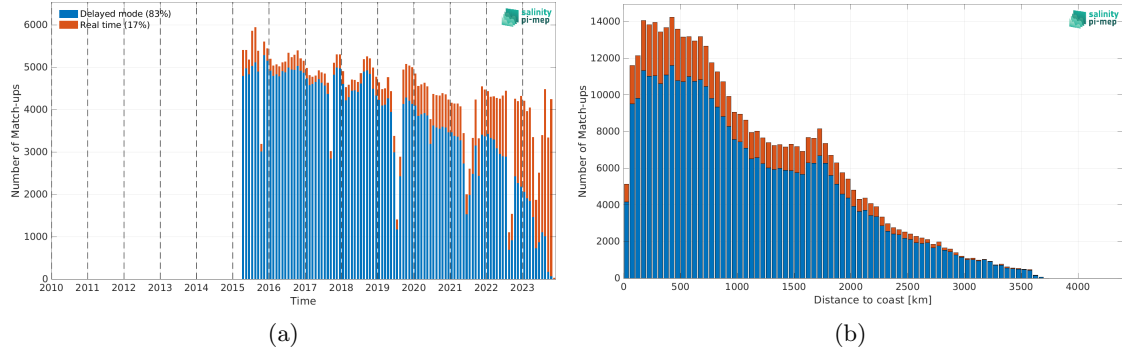 Delayed mode (83%)
Real time (17%)
salinity
pi-mep
Number of Match-ups
6000
5000
4000
3000
2000
1000
0
2010 2011 2012 2013 2014 2015 2016 2017 2018 2019 2020 2021 2022 2023
Time
(a)
salinity
pi-mep
Number of Match-ups
14000
12000
10000
8000
6000
4000
2000
0
0 500 1000 1500 2000 2500 3000 3500 4000
Distance to coast [km]
(b)